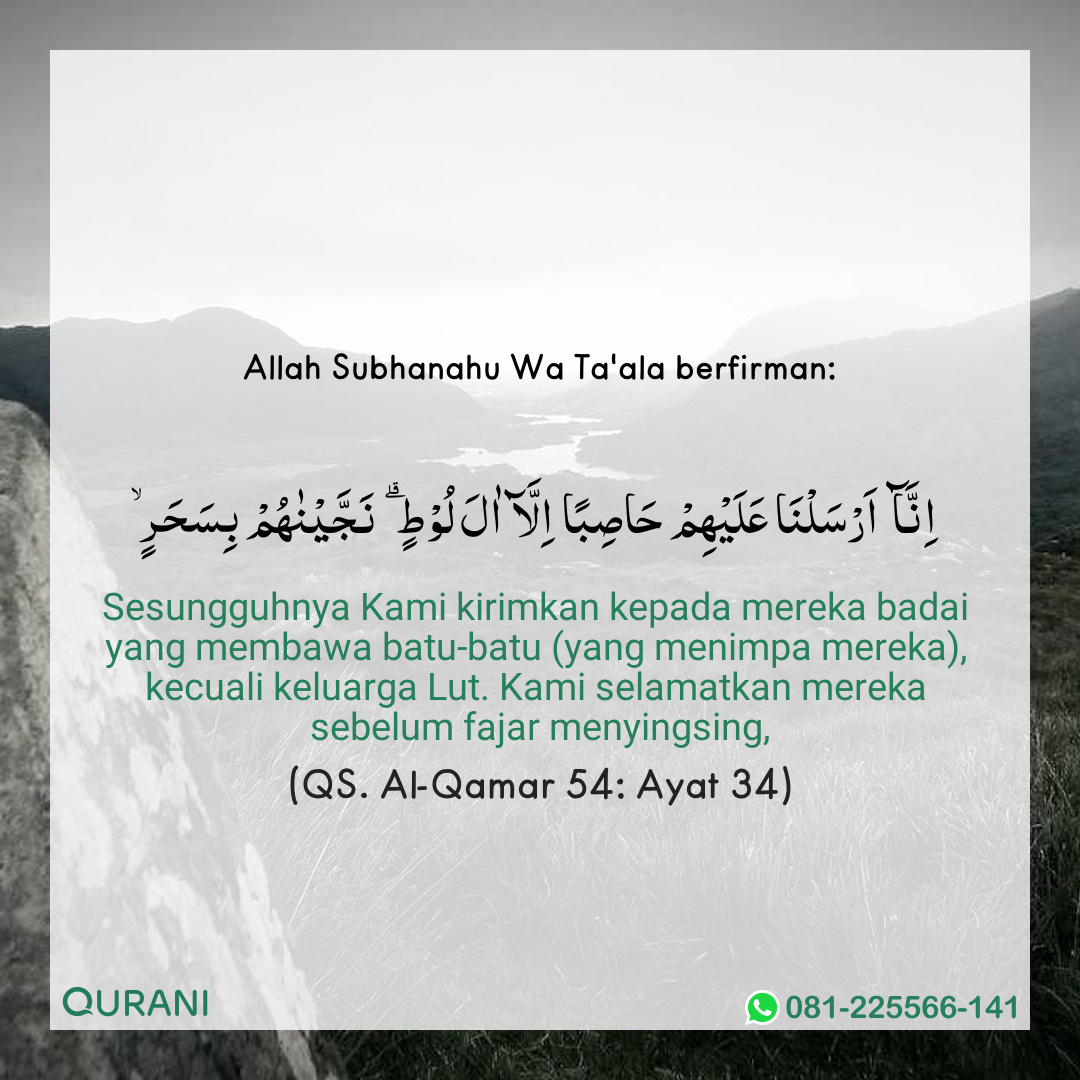 Allah Subhanahu Wa Ta'ala berfirman:
اِنَّآ اَرْسَلْنَا عَلَيْهِمْ حَاصِبًا اِلَّآ اٰلَ لُوْطٍ ۗنَجَّيْنٰهُمْ بِسَحَرٍۙ
Sesungguhnya Kami kirimkan kepada mereka badai
yang membawa batu-batu (yang menimpa mereka),
kecuali keluarga Lut. Kami selamatkan mereka
sebelum fajar menyingsing,
(QS. Al-Qamar 54: Ayat 34)
QURANI
081-225566-141